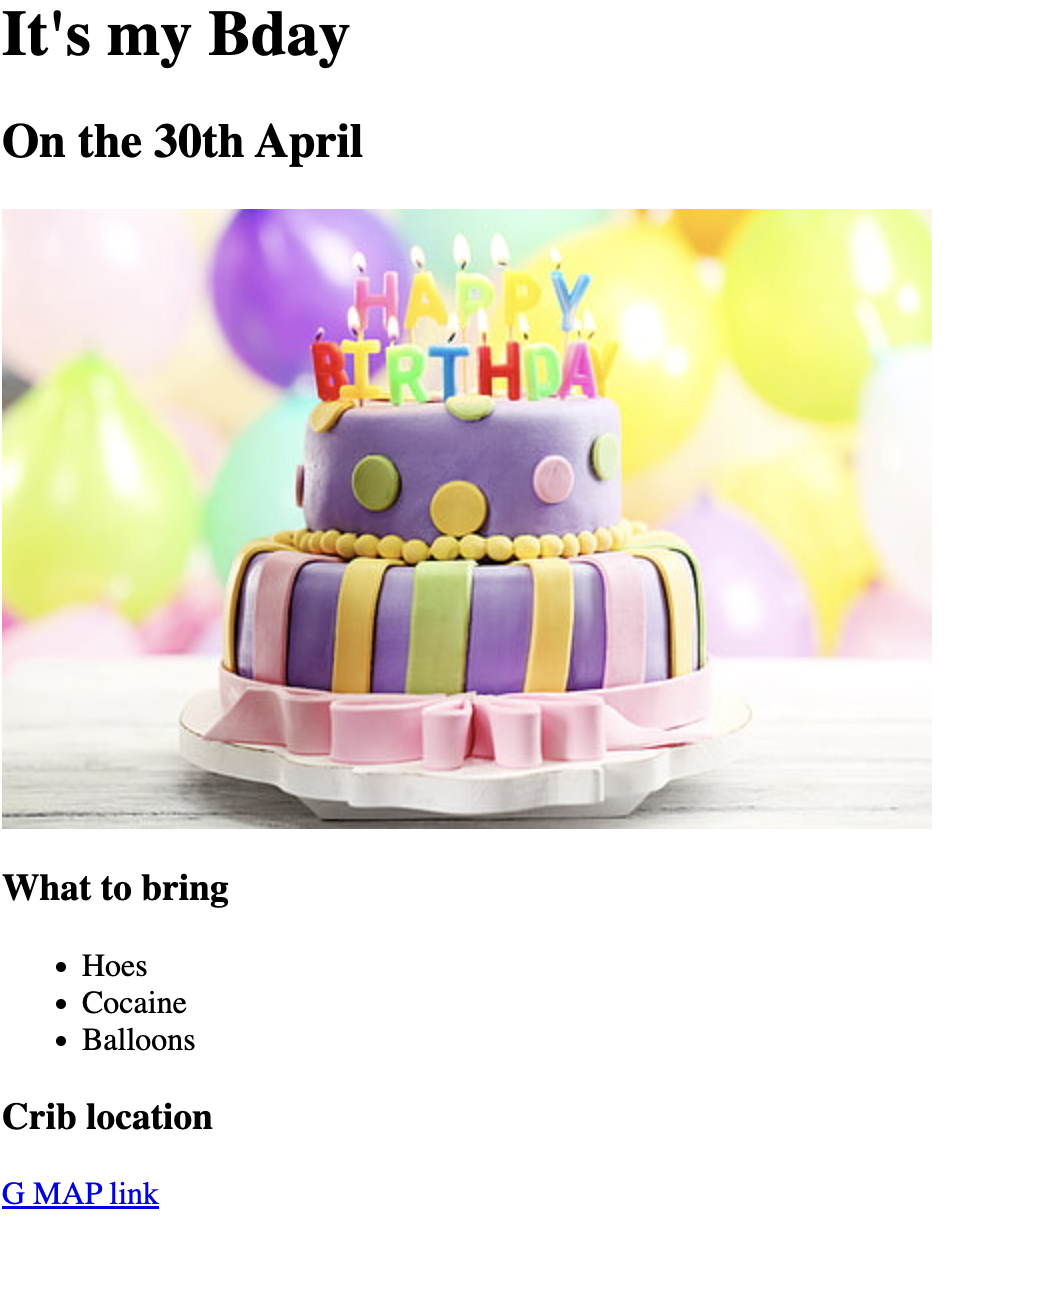 It's my Bday
On the 30th April
HAPPY
BIRTHDAY
What to bring
Hoes
Cocaine
Balloons
Crib location
G MAP link